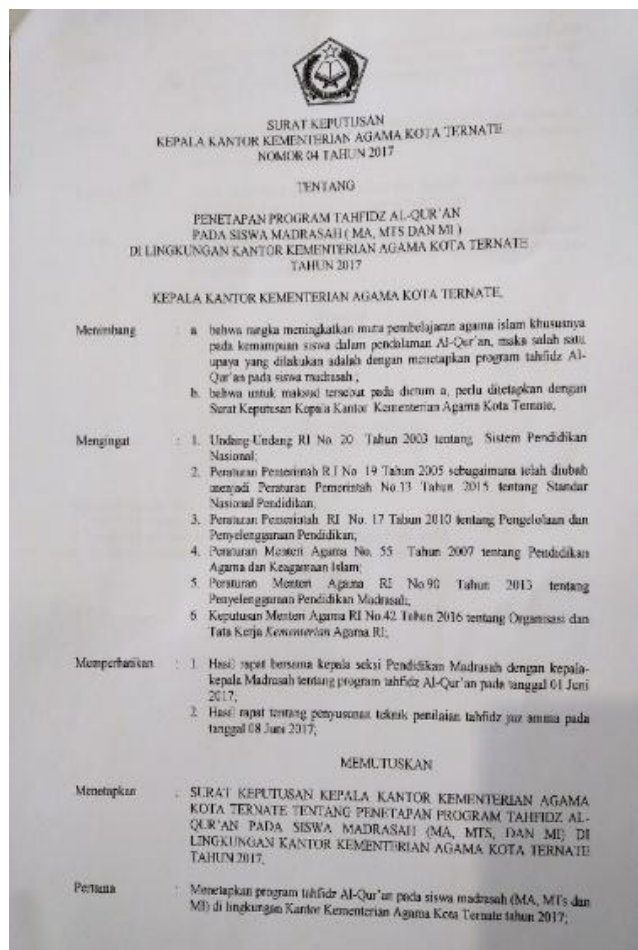 SURAT KEPUTUSAN
KEPALA KANTOR KEMENTERIAN AGAMA KOTA TERNATE
NOMOR 04 TAHUN 2017
TENTANG
PENETAPAN PROGRAM TAHFIDZ AL-QUR'AN
PADA SISWA MADRASAH ( MA, MTS DAN MI )
DI LINGKUNGAN KANTOR KEMENTERIAN AGAMA KOTA TERNATE
TAHUN 2017
KEPALA KANTOR KEMENTERIAN AGAMA KOTA TERNATE,
Menimbang : a. bahwa rangka meningkatkan mutu pembelajaran agama islam khususnya
pada kemampuan siswa dalam pendalaman Al-Qur'an, maka salah satu
upaya yang dilakukan adalah dengan menetapkan program tahfidz Al-
Qur'an pada siswa madrasah ;
b. bahwa untuk maksud tersebut pada dictum a, perlu ditetapkan dengan
Surat Keputusan Kepala Kantor Kementerian Agama Kota Ternate;
Mengingat : 1. Undang-Undang RI No. 20 Tahun 2003 tentang Sistem Pendidikan
Nasional;
2. Peraturan Pemerintah R.I No. 19 Tahun 2005 sebagaimana telah diubah
menjadi Peraturan Pemerintah No.13 Tahun 2015 tentang Standar
Nasional Pendidikan;
3. Peraturan Pemerintah RI No. 17 Tahun 2010 tentang Pengelolaan dan
Penyelenggaraan Pendidikan;
4. Peraturan Menteri Agama No. 55 Tahun 2007 tentang Pendidikan
Agama dan Keagamaan Islam;
5. Peraturan Menteri Agama RI No.90 Tahun 2013 tentang
Penyelenggaraan Pendidikan Madrasah;
6. Keputusan Menteri Agama RI No.42 Tahun 2016 tentang Organisasi dan
Tata Kerja Kementerian Agama RI;
Memperhatikan : 1. Hasil rapat bersama kepala seksi Pendidikan Madrasah dengan kepala-
kepala Madrasah tentang program tahfidz Al-Qur'an pada tanggal 01 Juni
2017;
2. Hasil rapat tentang penyusunan teknik penilaian tahfidz juz amma pada
tanggal 08 Juni 2017;
MEMUTUSKAN
Menetapkan : SURAT KEPUTUSAN KEPALA KANTOR KEMENTERIAN AGAMA
KOTA TERNATE TENTANG PENETAPAN PROGRAM TAHFIDZ AL-
QUR'AN PADA SISWA MADRASAH (MA, MTS, DAN MI) DI
LINGKUNGAN KANTOR KEMENTERIAN AGAMA KOTA TERNATE
TAHUN 2017.
Pertama : Menetapkan program tahfidz Al-Qur'an pada siswa madrasah (MA, MTs dan
MI) di lingkungan Kantor Kementerian Agama Kota Ternate tahun 2017;